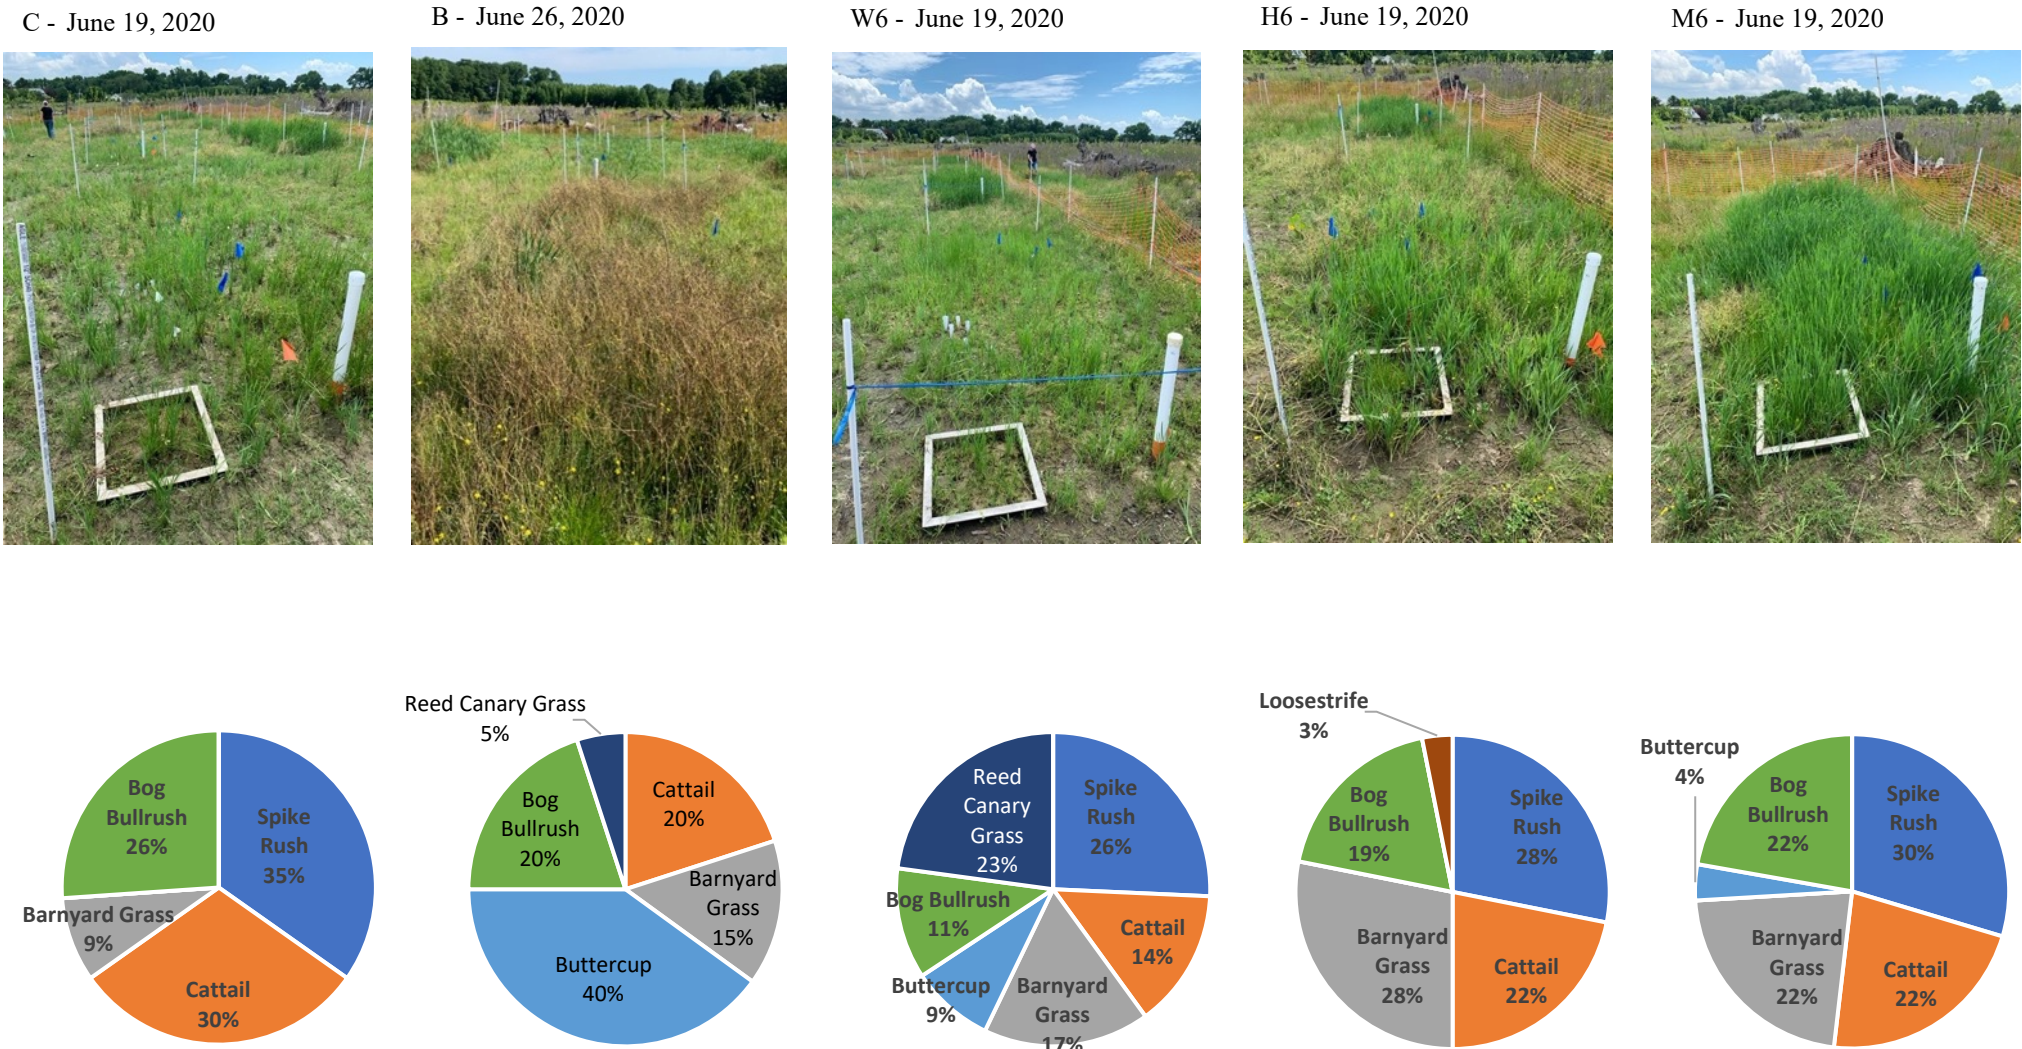 C - June 19, 2020
B - June 26, 2020
W6 - June 19, 2020
H6 - June 19, 2020
M6 - June 19, 2020
Bog
Bullrush
26%
Spike
Rush
35%
Barnyard Grass
9%
Cattail
30%
Reed Canary Grass
5%
Cattail
20%
Bog
Bullrush
20%
Barnyard
Grass
15%
Buttercup
40%
Reed
Canary
Grass
23%
Spike
Rush
26%
Bog Bullrush
11%
Cattail
14%
Buttercup
9%
Barnyard
Grass
17%
Loosestrife
3%
Bog
Bullrush
19%
Spike
Rush
28%
Barnyard
Grass
28%
Cattail
22%
Buttercup
4%
Bog
Bullrush
22%
Spike
Rush
30%
Barnyard
Grass
22%
Cattail
22%